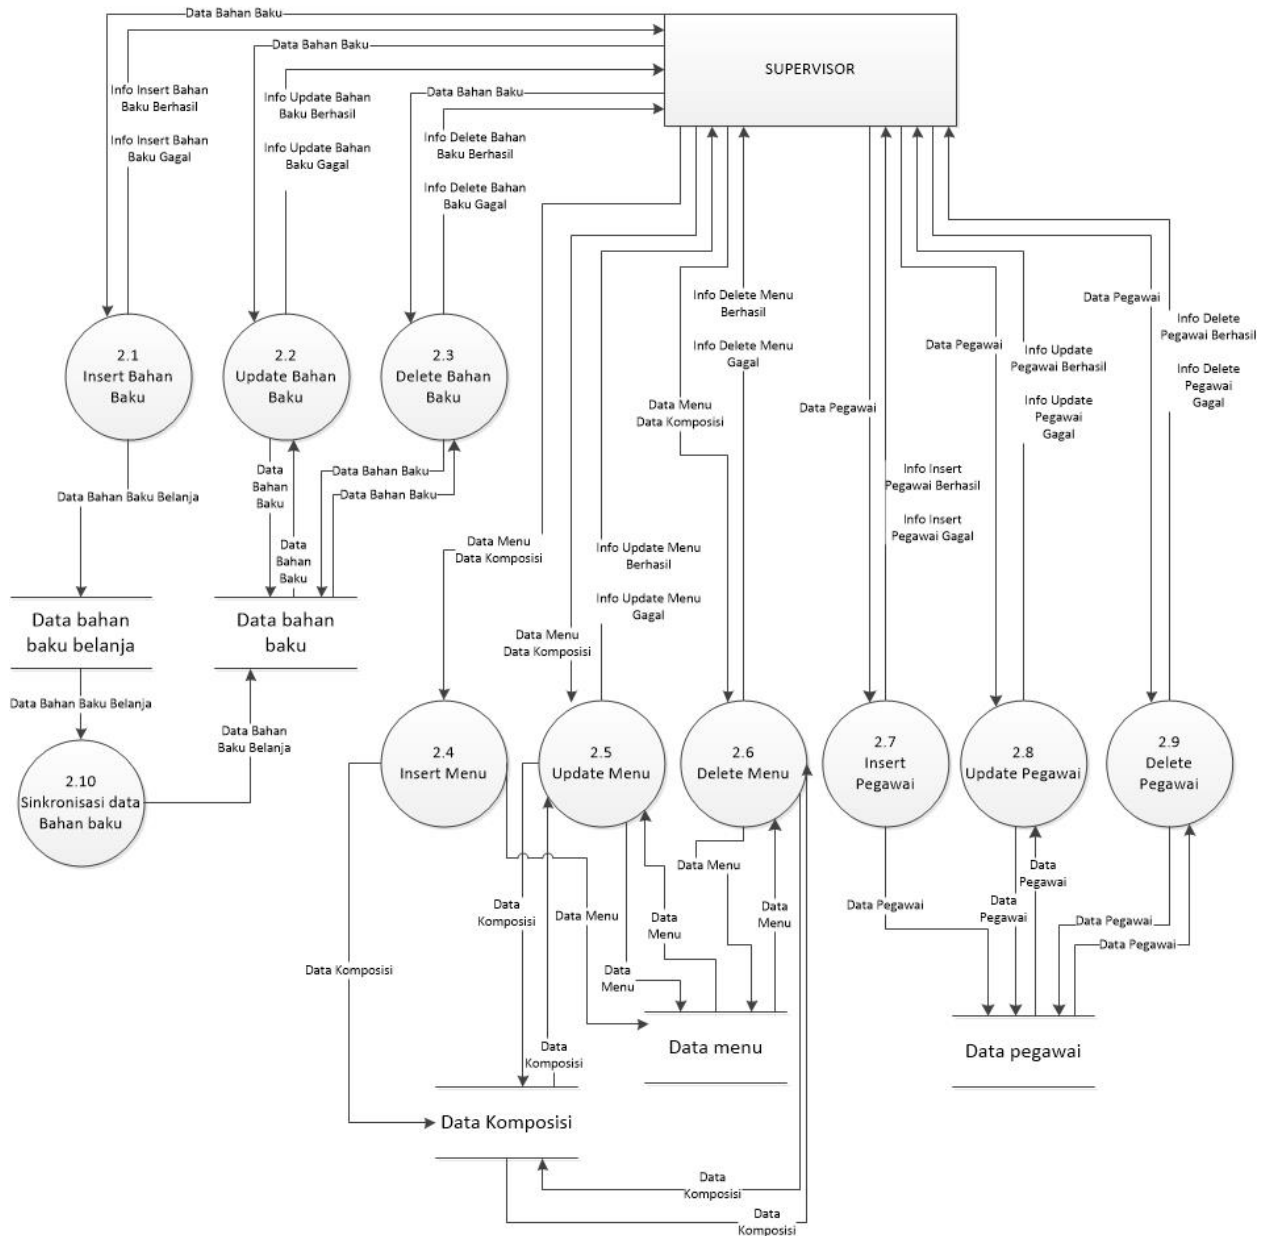 Data Bahan Baku
SUPERVISOR
Data Bahan Baku
Data Bahan Baku
Info Insert Bahan
Baku Berhasil
Info Insert Bahan
Baku Gagal
Info Update Bahan
Baku Berhasil
Info Update Bahan
Baku Gagal
Info Delete Bahan
Baku Berhasil
Info Delete Bahan
Baku Gagal
2.1
Insert Bahan
Baku
2.2
Update Bahan
Baku
2.3
Delete Bahan
Baku
Info Delete Menu
Berhasil
Info Delete Menu
Gagal
Data Pegawai
Info Delete
Pegawai Berhasil
Info Delete
Pegawai
Gagal
Data Pegawai
Info Update
Pegawai Berhasil
Info Update
Pegawai
Gagal
Data Menu
Data Komposisi
Data Pegawai
Info Insert
Pegawai Berhasil
Info Insert
Pegawai Gagal
Data Bahan Baku Belanja
Data
Bahan
Baku
Data
Bahan
Baku
Data Bahan Baku
Data Bahan Baku
Data Menu
Data Komposisi
Info Update Menu
Berhasil
Info Update Menu
Gagal
Data Menu
Data Komposisi
Data bahan
baku belanja
Data bahan
baku
Data Bahan Baku Belanja
Data Bahan
Baku Belanja
2.10
Sinkronisasi data
Bahan baku
2.4
Insert Menu
2.5
Update Menu
2.6
Delete Menu
2.7
Insert
Pegawai
2.8
Update Pegawai
2.9
Delete
Pegawai
Data Komposisi
Data
Komposisi
Data Menu
Data
Menu
Data
Menu
Data Menu
Data
Menu
Data Pegawai
Data
Pegawai
Data
Pegawai
Data Pegawai
Data Pegawai
Data
Komposisi
Data menu
Data pegawai
Data Komposisi
Data
Komposisi
Data
Komposisi